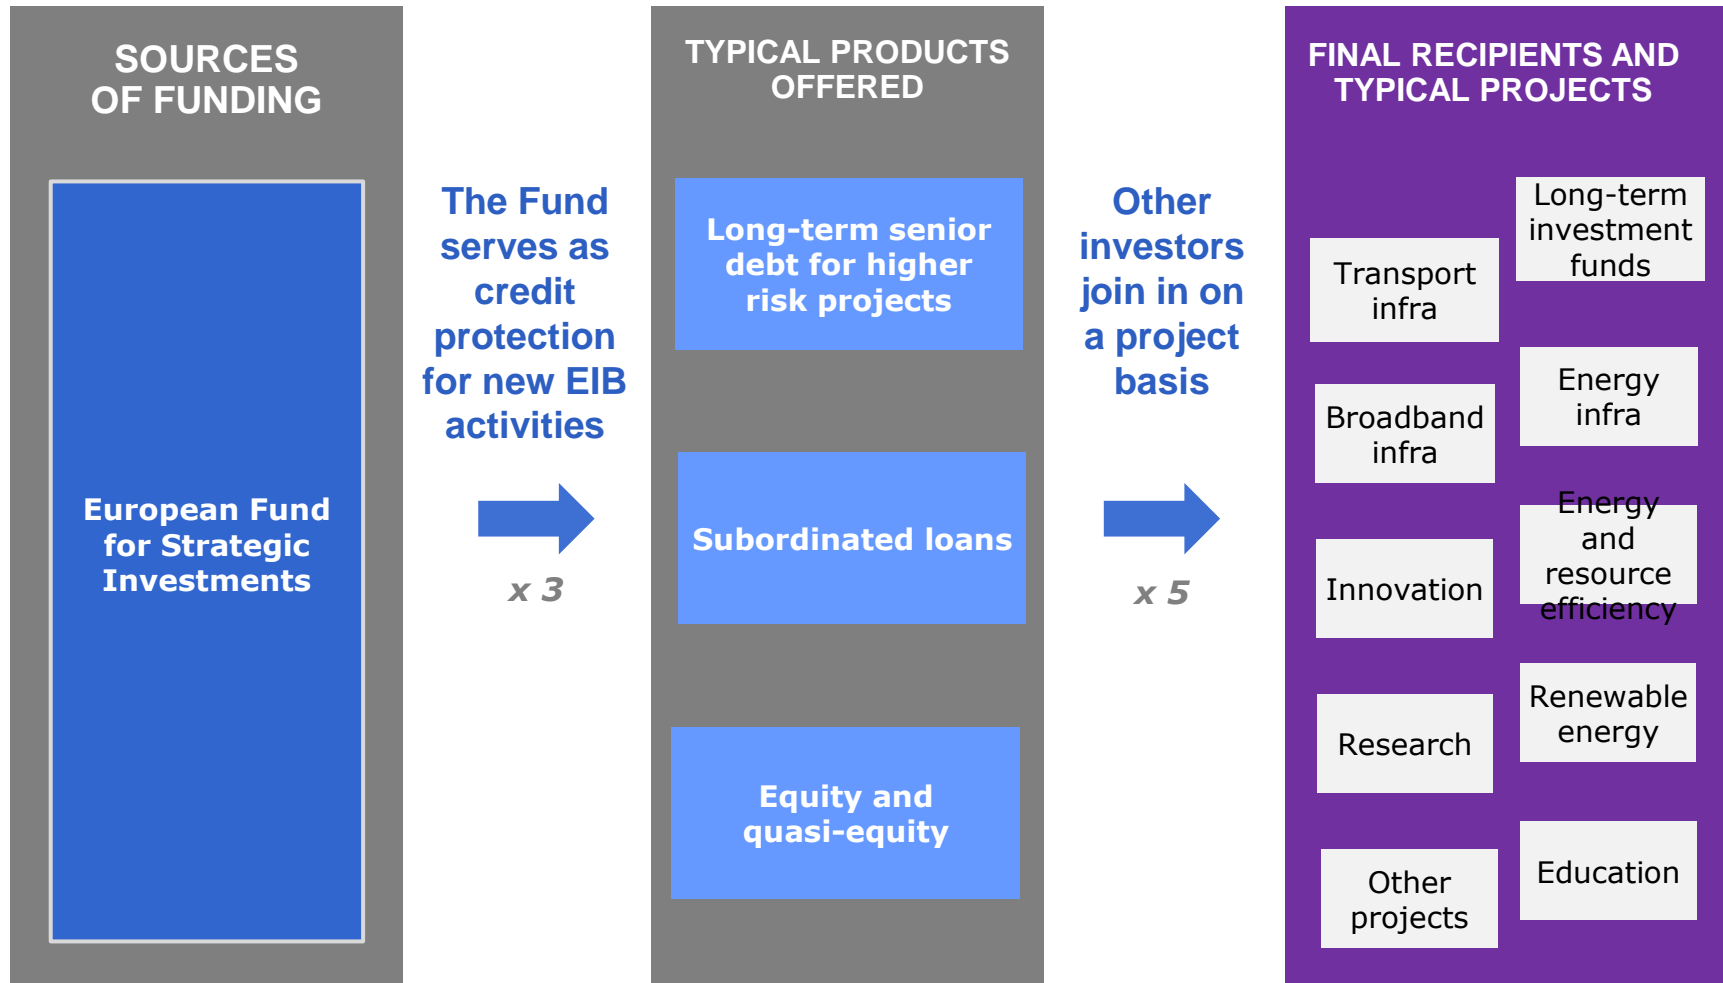 SOURCES
OF FUNDING
European Fund
for Strategic
Investments
The Fund
serves as
credit
protection
for new EIB
activities
x 3
TYPICAL PRODUCTS
OFFERED
Long-term senior
debt for higher
risk projects
Subordinated loans
Equity and
quasi-equity
Other
investors
join in on
a project
basis
x 5
FINAL RECIPIENTS AND
TYPICAL PROJECTS
Long-term
investment
funds
Transport
infra
Energy
infra
Broadband
infra
Energy
and
resource
efficiency
Innovation
Renewable
energy
Research
Education
Other
projects